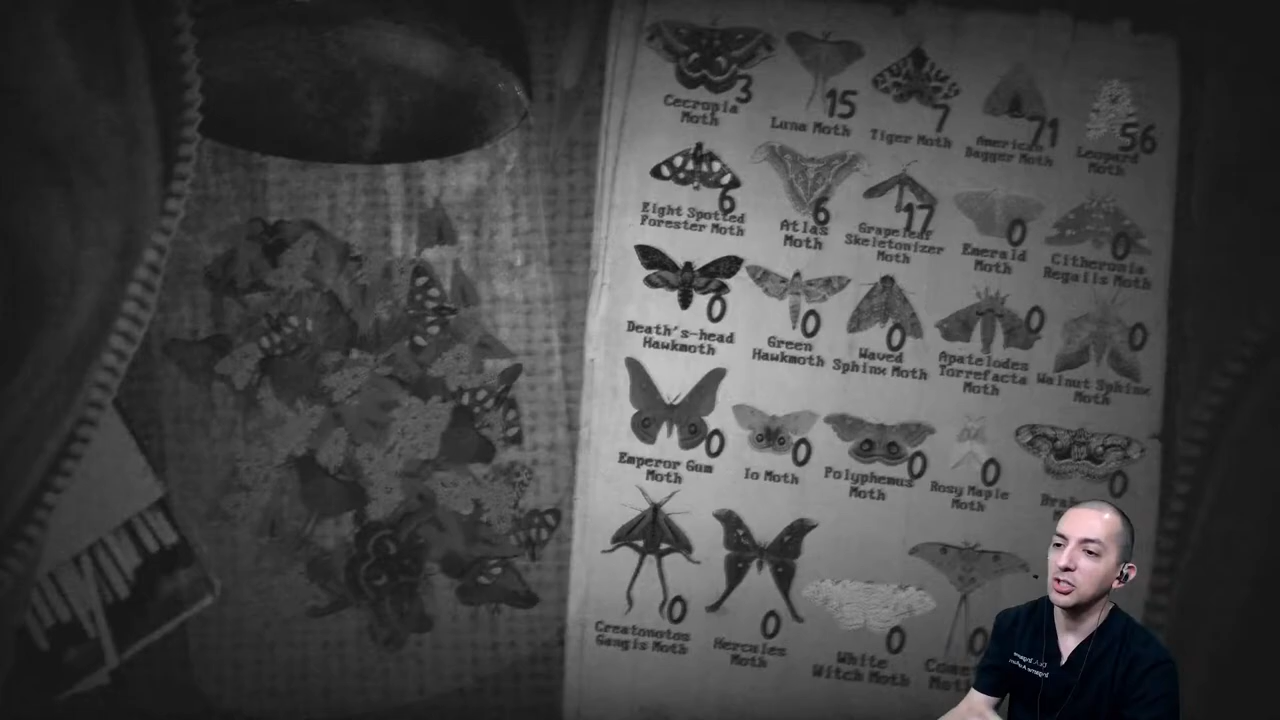 3
Cecropia
Moth
15
Luna Moth
7
Tiger Moth
71
American
Dagger Moth
56
Leopard
Moth
6
Eight Spotted
Forester Moth
6
Atlas
Moth
17
Grapeleaf
Skeletonizer
Moth
0
Emerald
Moth
0
Citheronia
Regalis Moth
0
Death's-head
Hawkmoth
0
Green
Hawkmoth
0
Waved
Sphinx Moth
0
Apatelodes
Torrefacta
Moth
0
Walnut Sphinx
Moth
0
Emperor Gum
Moth
0
Io Moth
0
Polyphemus
Moth
0
Rosy Maple
Moth
0
0
Creatonotos
Gangis Moth
0
Hercules
Moth
0
White
Witch Moth
0